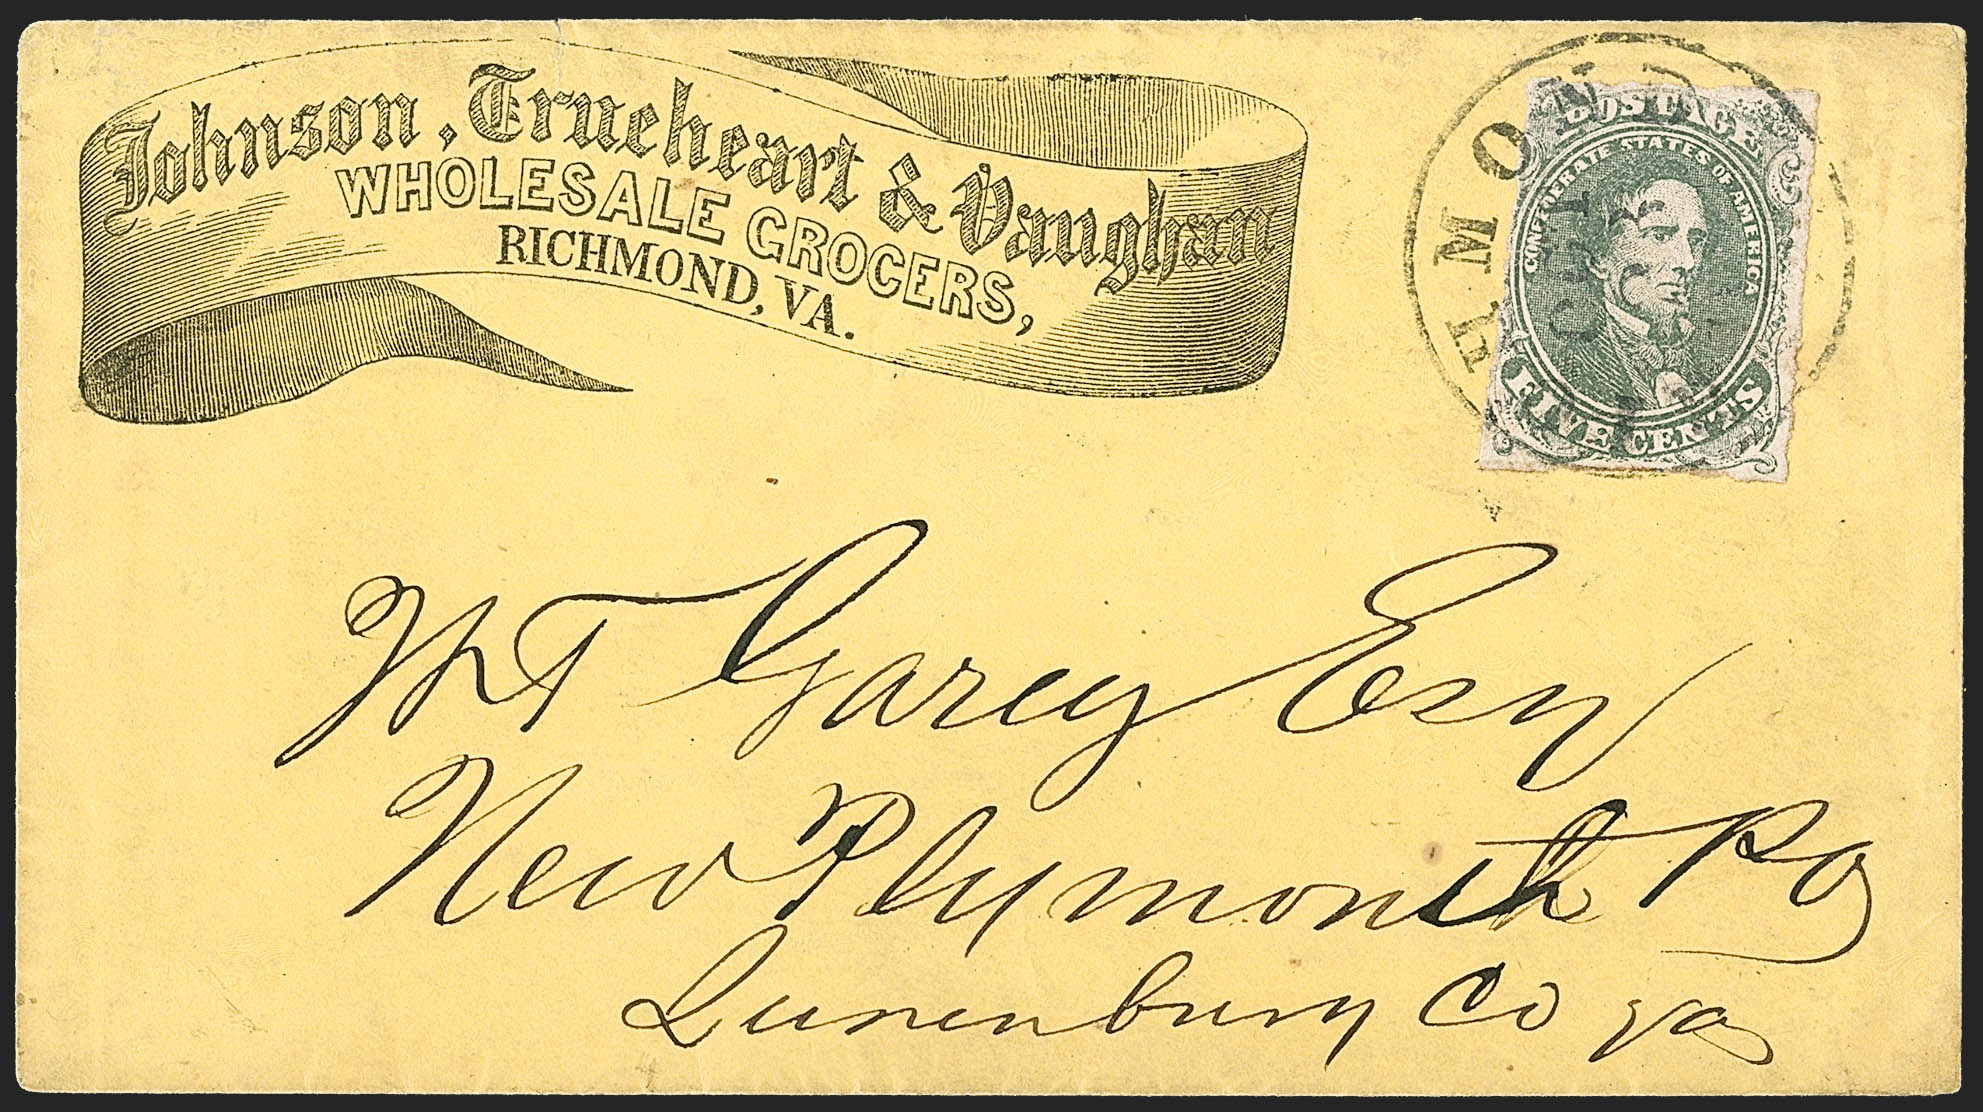 Johnson, Trueheart & Vaughan
WHOLESALE GROCERS,
RICHMOND, VA.
POSTAGE
CONFEDERATE STATES OF AMERICA
FIVE CENTS
Garey Esq
New Plymouth Po
Lunenburg Co Va